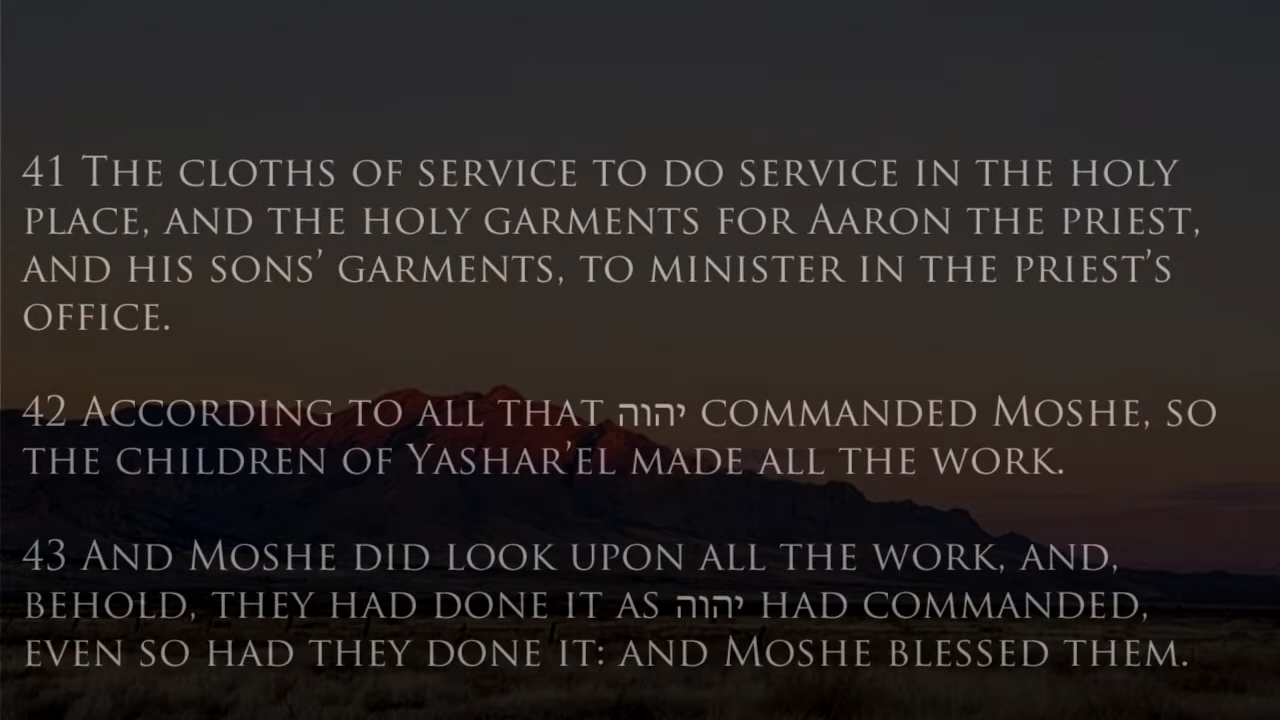 41 The cloths of service to do service in the holy
place, and the holy garments for Aaron the priest,
and his sons’ garments, to minister in the priest’s
office.
42 According to all that יהוה commanded Moshe, so
the children of Yashar’el made all the work.
43 And Moshe did look upon all the work, and,
behold, they had done it as יהוה had commanded,
even so had they done it: and Moshe blessed them.